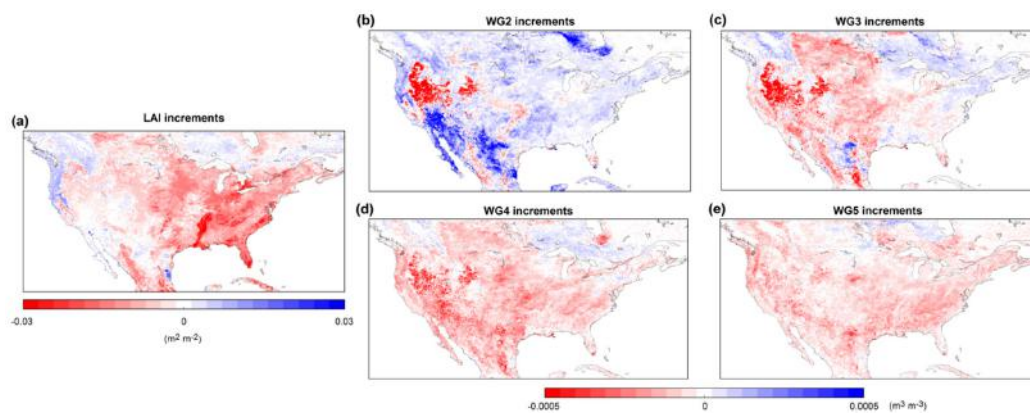 (b) WG2 increments
(c) WG3 increments
(a) LAI increments
(d) WG4 increments
(e) WG5 increments
-0.03 0 0.03
(m² m⁻²)
-0.0005 0 0.0005 (m³ m⁻³)